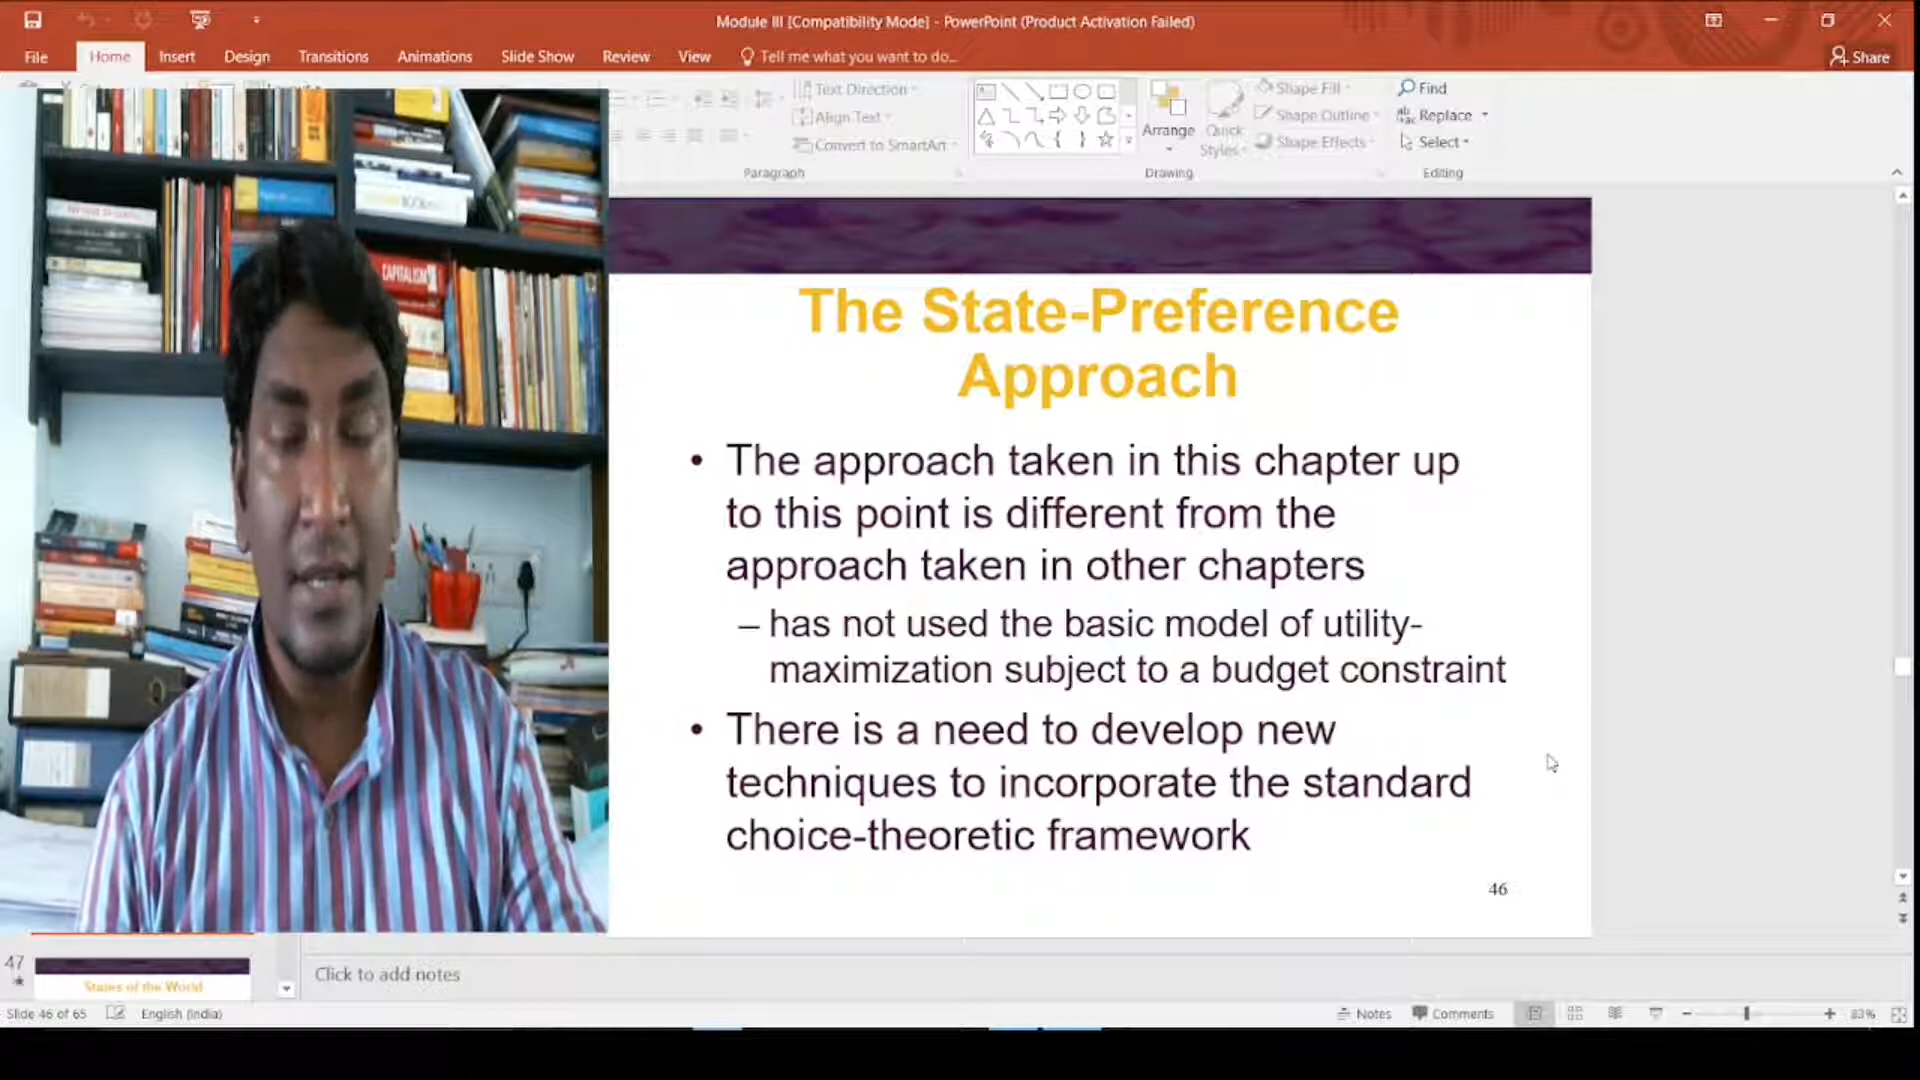 Module III [Compatibility Mode] - PowerPoint (Product Activation Failed)
File Home Insert Design Transitions Animations Slide Show Review View Tell me what you want to do... Share
Text Direction
Align Text
Convert to SmartArt
Paragraph
Arrange
Quick
Styles
Shape Fill
Shape Outline
Shape Effects
Drawing
Find
Replace
Select
Editing
CAPITALISM
The State-Preference
Approach
• The approach taken in this chapter up
to this point is different from the
approach taken in other chapters
– has not used the basic model of utility-
maximization subject to a budget constraint
• There is a need to develop new
techniques to incorporate the standard
choice-theoretic framework
46
47
States of the World
Click to add notes
Slide 46 of 65 English (India) Notes Comments 83%